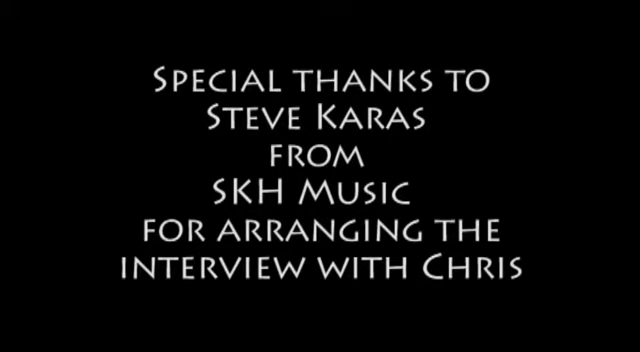 Special thanks to
Steve Karas
from
SKH Music
for arranging the
interview with Chris